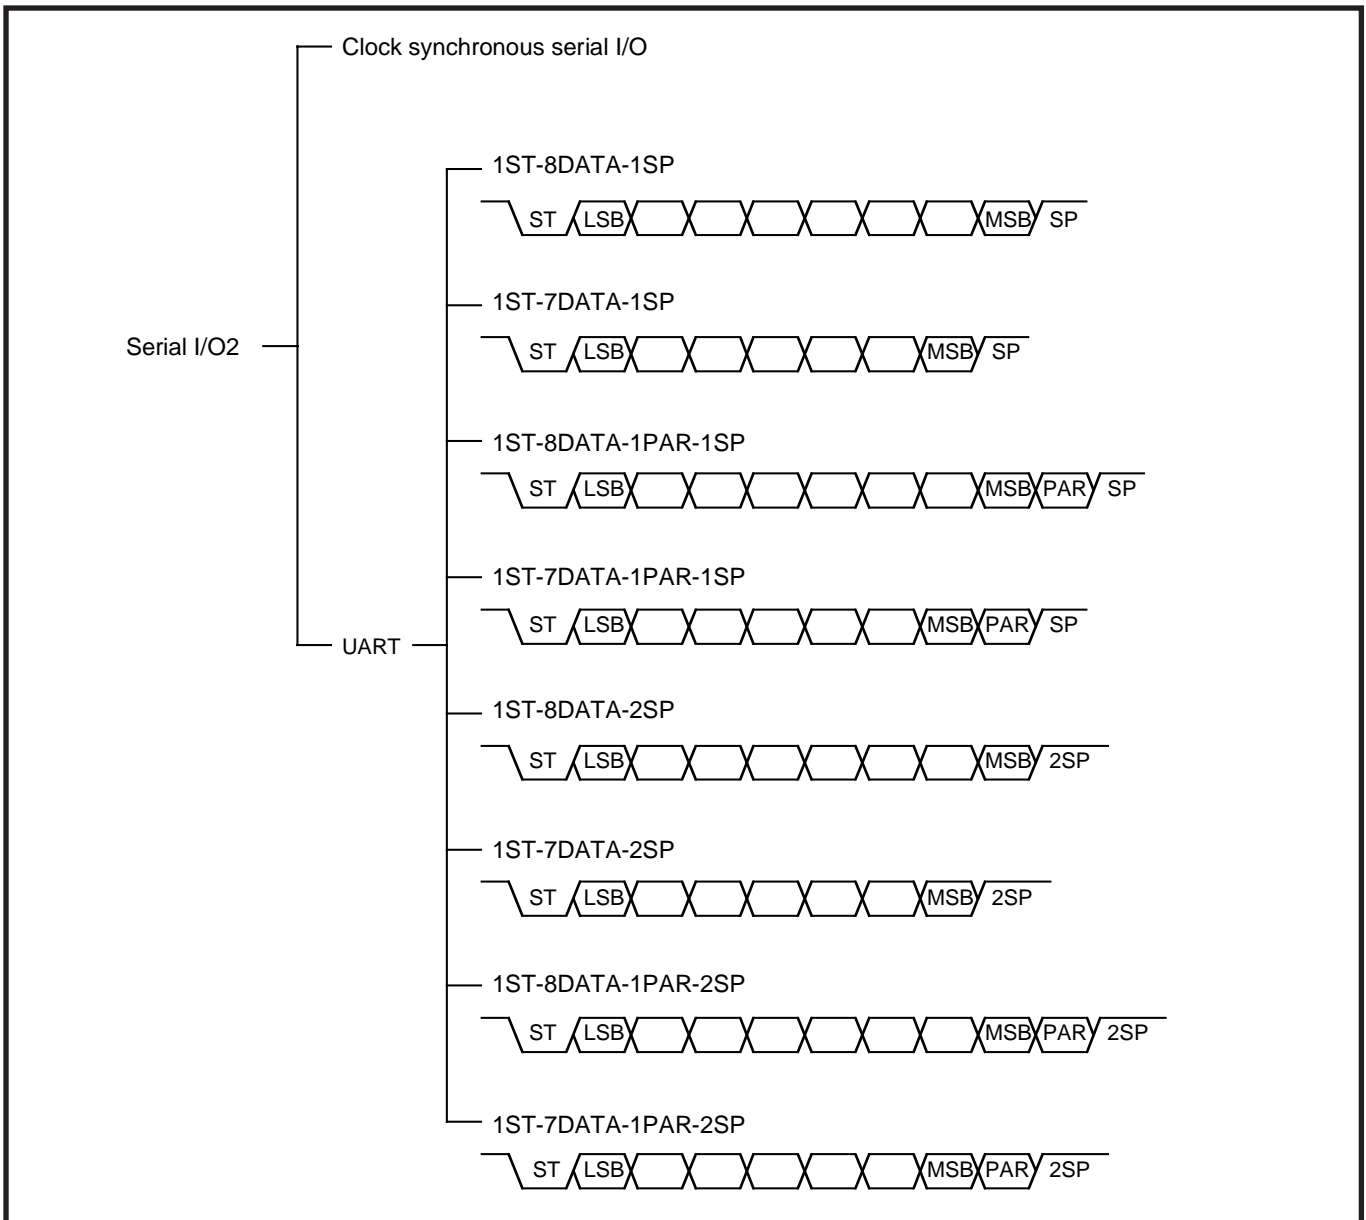 Clock synchronous serial I/O
1ST-8DATA-1SP
ST LSB MSB SP
1ST-7DATA-1SP
Serial I/O2
ST LSB MSB SP
1ST-8DATA-1PAR-1SP
ST LSB MSB PAR SP
1ST-7DATA-1PAR-1SP
ST LSB MSB PAR SP
UART
1ST-8DATA-2SP
ST LSB MSB 2SP
1ST-7DATA-2SP
ST LSB MSB 2SP
1ST-8DATA-1PAR-2SP
ST LSB MSB PAR 2SP
1ST-7DATA-1PAR-2SP
ST LSB MSB PAR 2SP